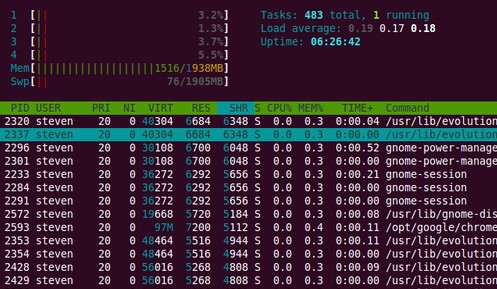 1 [|| 3.2%] Tasks: 483 total, 1 running
2 [|| 1.3%] Load average: 0.19 0.17 0.18
3 [|| 3.7%] Uptime: 06:26:42
4 [|| 5.5%]
Mem[|||||||||||||||||||1516/1938MB]
Swp[|| 76/1905MB]
PID USER PRI NI VIRT RES SHR S CPU% MEM% TIME+ Command
2320 steven 20 0 40304 6684 6348 S 0.0 0.3 0:00.04 /usr/lib/evolution
2337 steven 20 0 40304 6684 6348 S 0.0 0.3 0:00.00 /usr/lib/evolution
2296 steven 20 0 30108 6700 6048 S 0.0 0.3 0:00.52 gnome-power-manage
2301 steven 20 0 30108 6700 6048 S 0.0 0.3 0:00.00 gnome-power-manage
2233 steven 20 0 36272 6292 5656 S 0.0 0.3 0:00.21 gnome-session
2284 steven 20 0 36272 6292 5656 S 0.0 0.3 0:00.00 gnome-session
2291 steven 20 0 36272 6292 5656 S 0.0 0.3 0:00.00 gnome-session
2572 steven 20 0 19668 5720 5184 S 0.0 0.3 0:00.08 /usr/lib/gnome-dis
2593 steven 20 0 97M 7200 5112 S 0.0 0.4 0:00.11 /opt/google/chrome
2353 steven 20 0 48464 5516 4944 S 0.0 0.3 0:00.11 /usr/lib/evolution
2354 steven 20 0 48464 5516 4944 S 0.0 0.3 0:00.00 /usr/lib/evolution
2428 steven 20 0 56016 5268 4808 S 0.0 0.3 0:00.09 /usr/lib/evolution
2429 steven 20 0 56016 5268 4808 S 0.0 0.3 0:00.00 /usr/lib/evolution